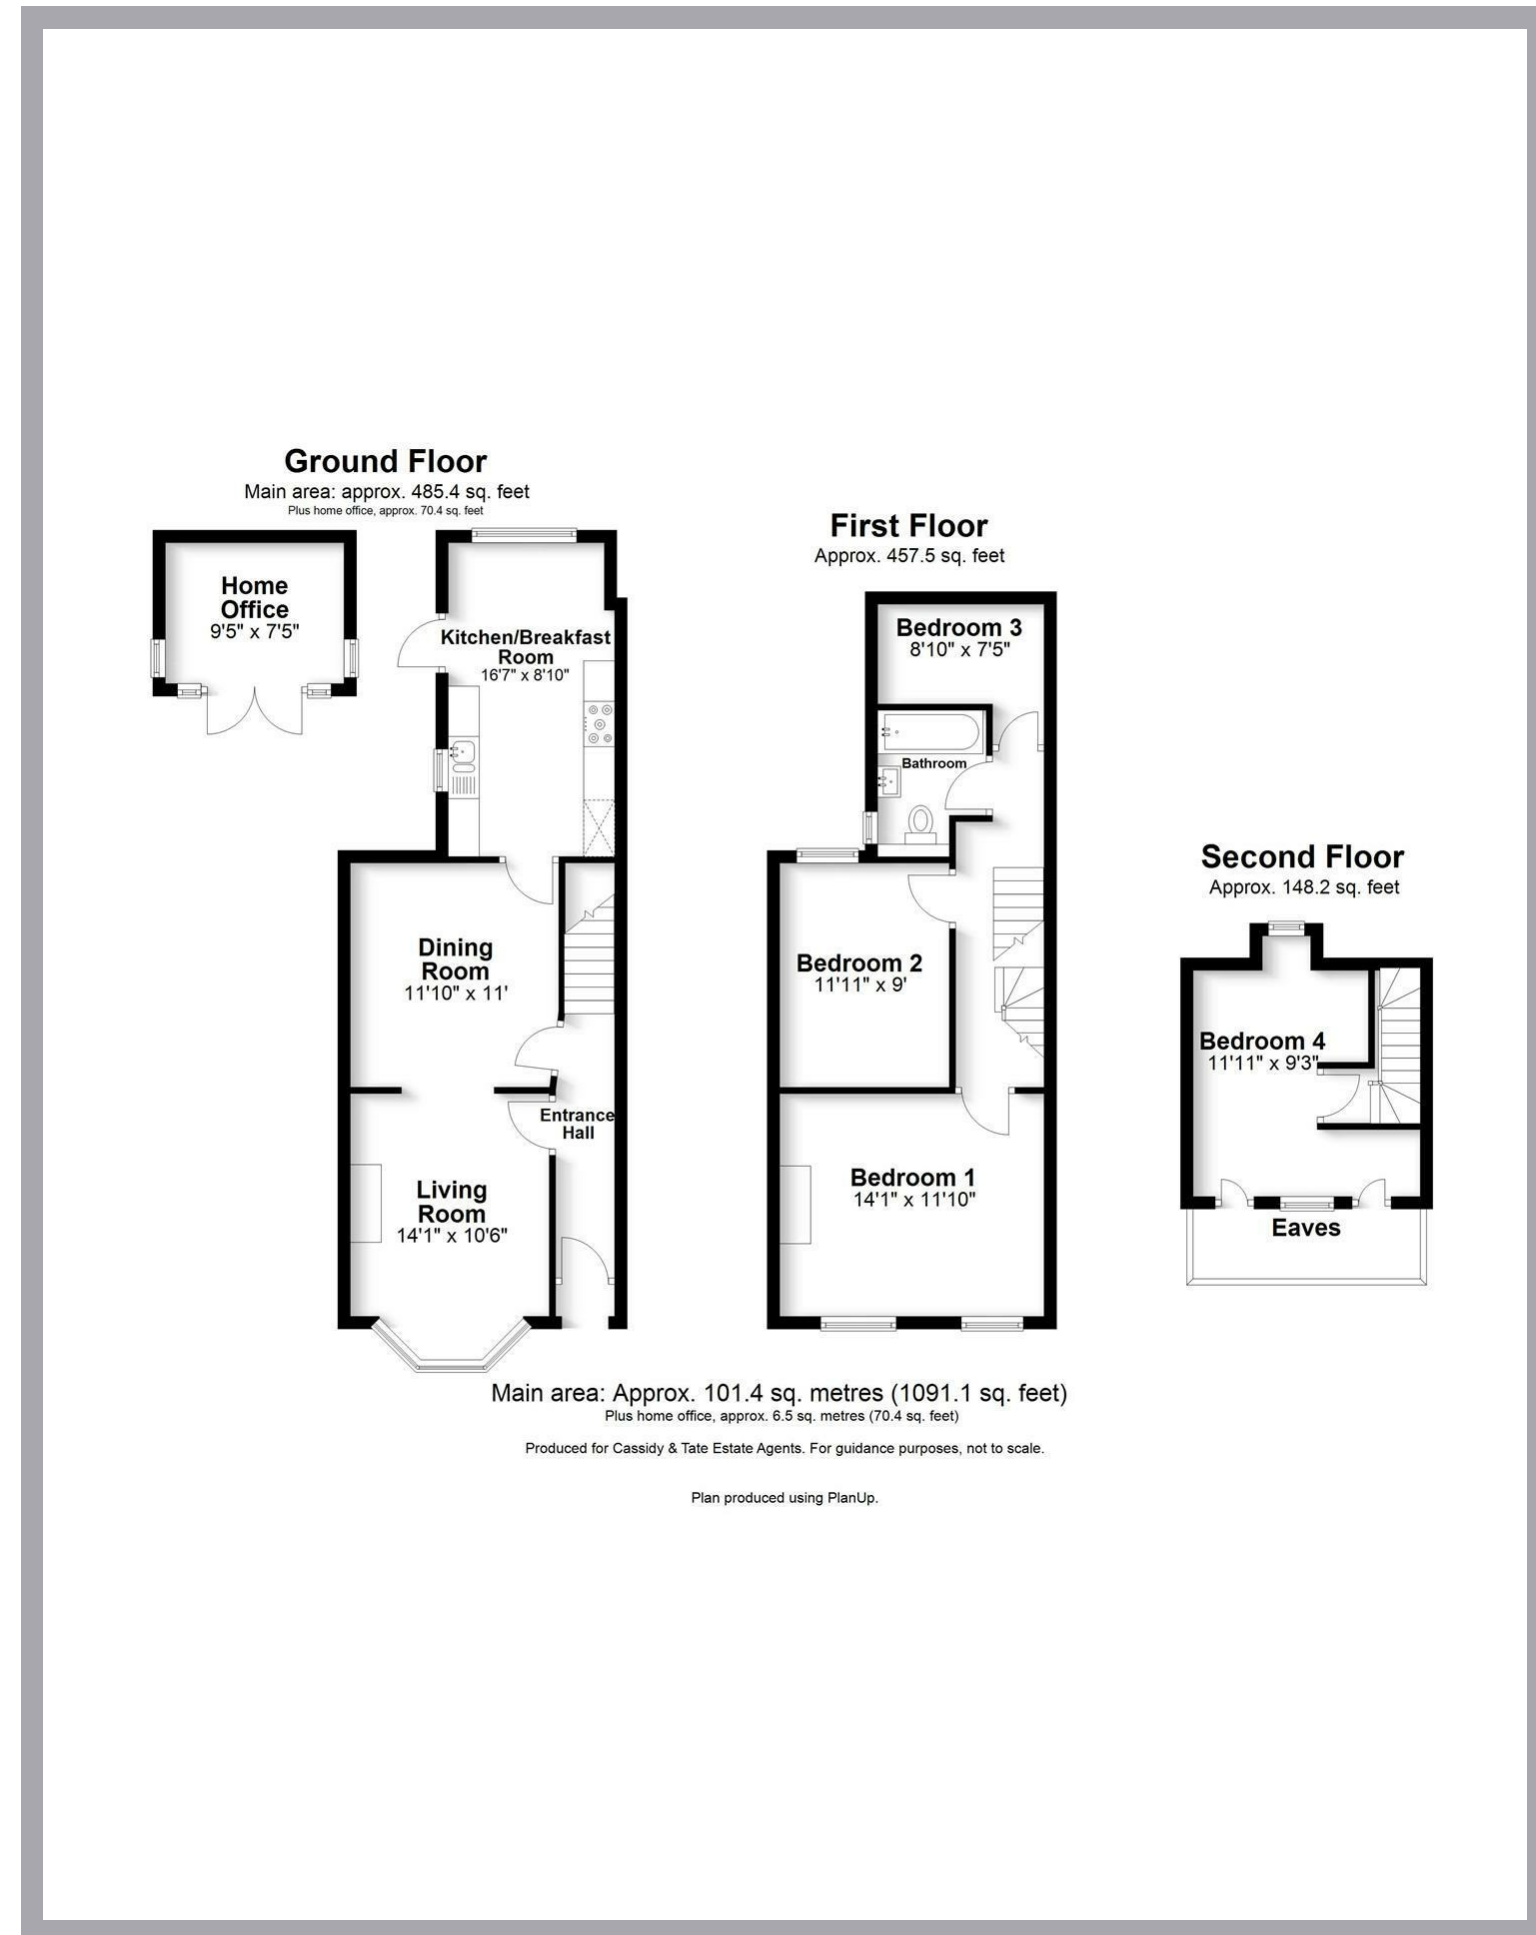 Ground Floor
Main area: approx. 485.4 sq. feet
Plus home office, approx. 70.4 sq. feet
Home
Office
9'5" x 7'5"
Kitchen/Breakfast
Room
16'7" x 8'10"
Dining
Room
11'10" x 11'
Entrance
Hall
Living
Room
14'1" x 10'6"
First Floor
Approx. 457.5 sq. feet
Bedroom 3
8'10" x 7'5"
Bathroom
Bedroom 2
11'11" x 9'
Bedroom 1
14'1" x 11'10"
Second Floor
Approx. 148.2 sq. feet
Bedroom 4
11'11" x 9'3"
Eaves
Main area: Approx. 101.4 sq. metres (1091.1 sq. feet)
Plus home office, approx. 6.5 sq. metres (70.4 sq. feet)
Produced for Cassidy & Tate Estate Agents. For guidance purposes, not to scale.
Plan produced using PlanUp.